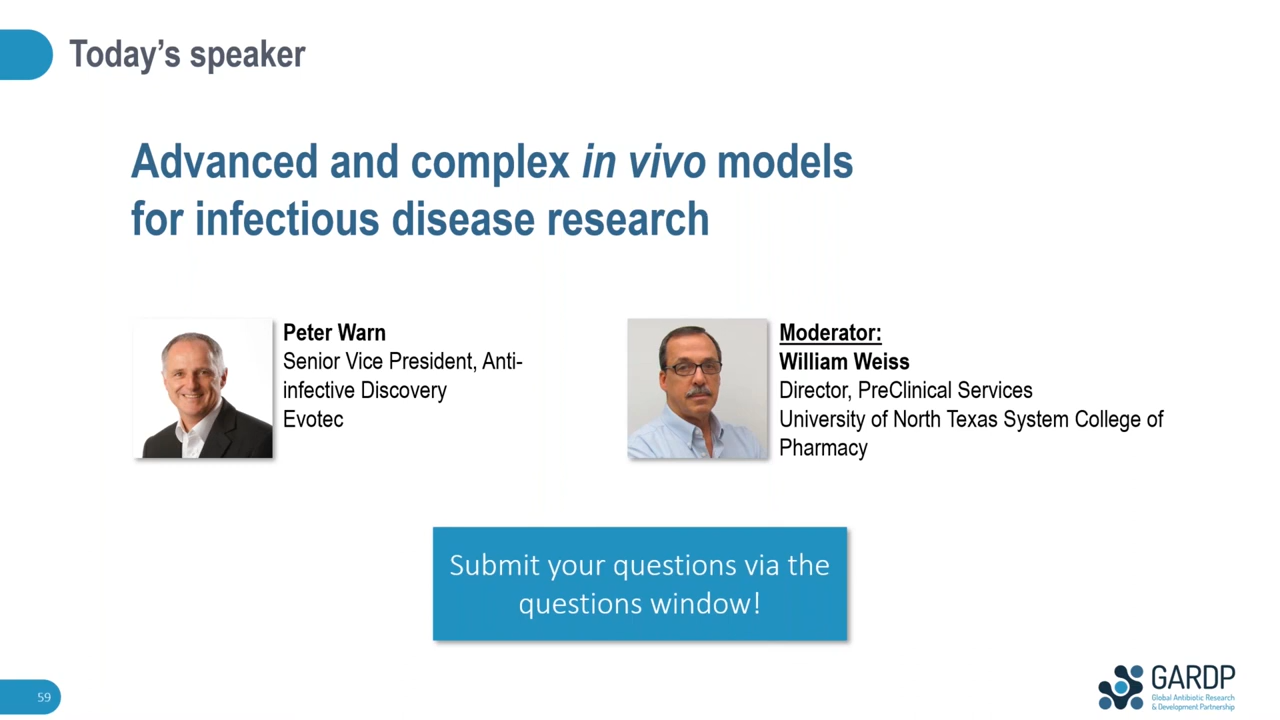 Today's speaker
Advanced and complex in vivo models
for infectious disease research
Peter Warn
Senior Vice President, Anti-
infective Discovery
Evotec
Moderator:
William Weiss
Director, PreClinical Services
University of North Texas System College of
Pharmacy
Submit your questions via the
questions window!
59
GARDP
Global Antibiotic Research
& Development Partnership